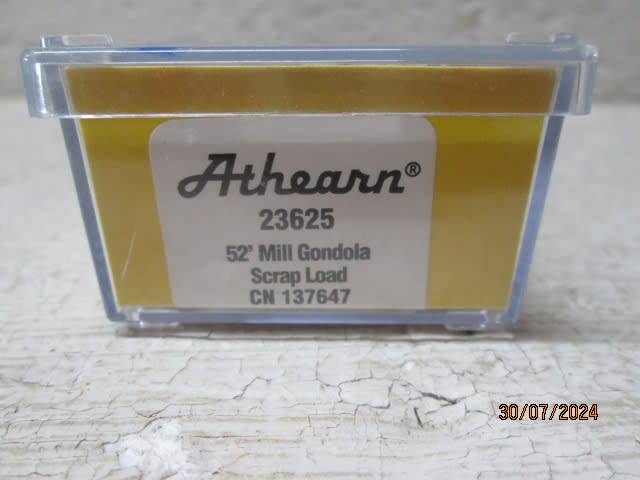 Athearn®
23625
52' Mill Gondola
Scrap Load
CN 137647
30/07/2024